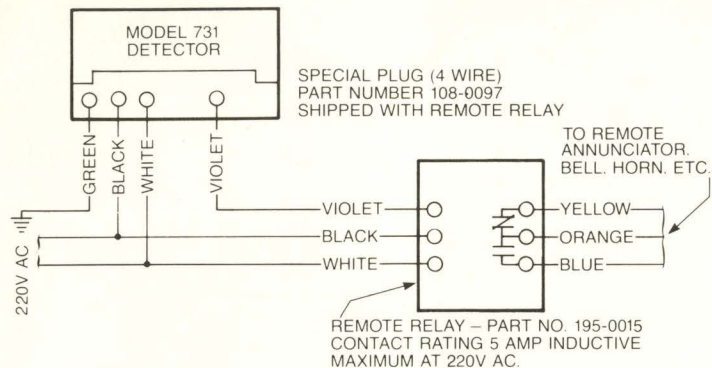 MODEL 731
DETECTOR
SPECIAL PLUG (4 WIRE)
PART NUMBER 108-0097
SHIPPED WITH REMOTE RELAY
GREEN
BLACK
WHITE
VIOLET
TO REMOTE
ANNUNCIATOR.
BELL. HORN. ETC.
220V AC
VIOLET
BLACK
WHITE
YELLOW
ORANGE
BLUE
REMOTE RELAY – PART NO. 195-0015
CONTACT RATING 5 AMP INDUCTIVE
MAXIMUM AT 220V AC.